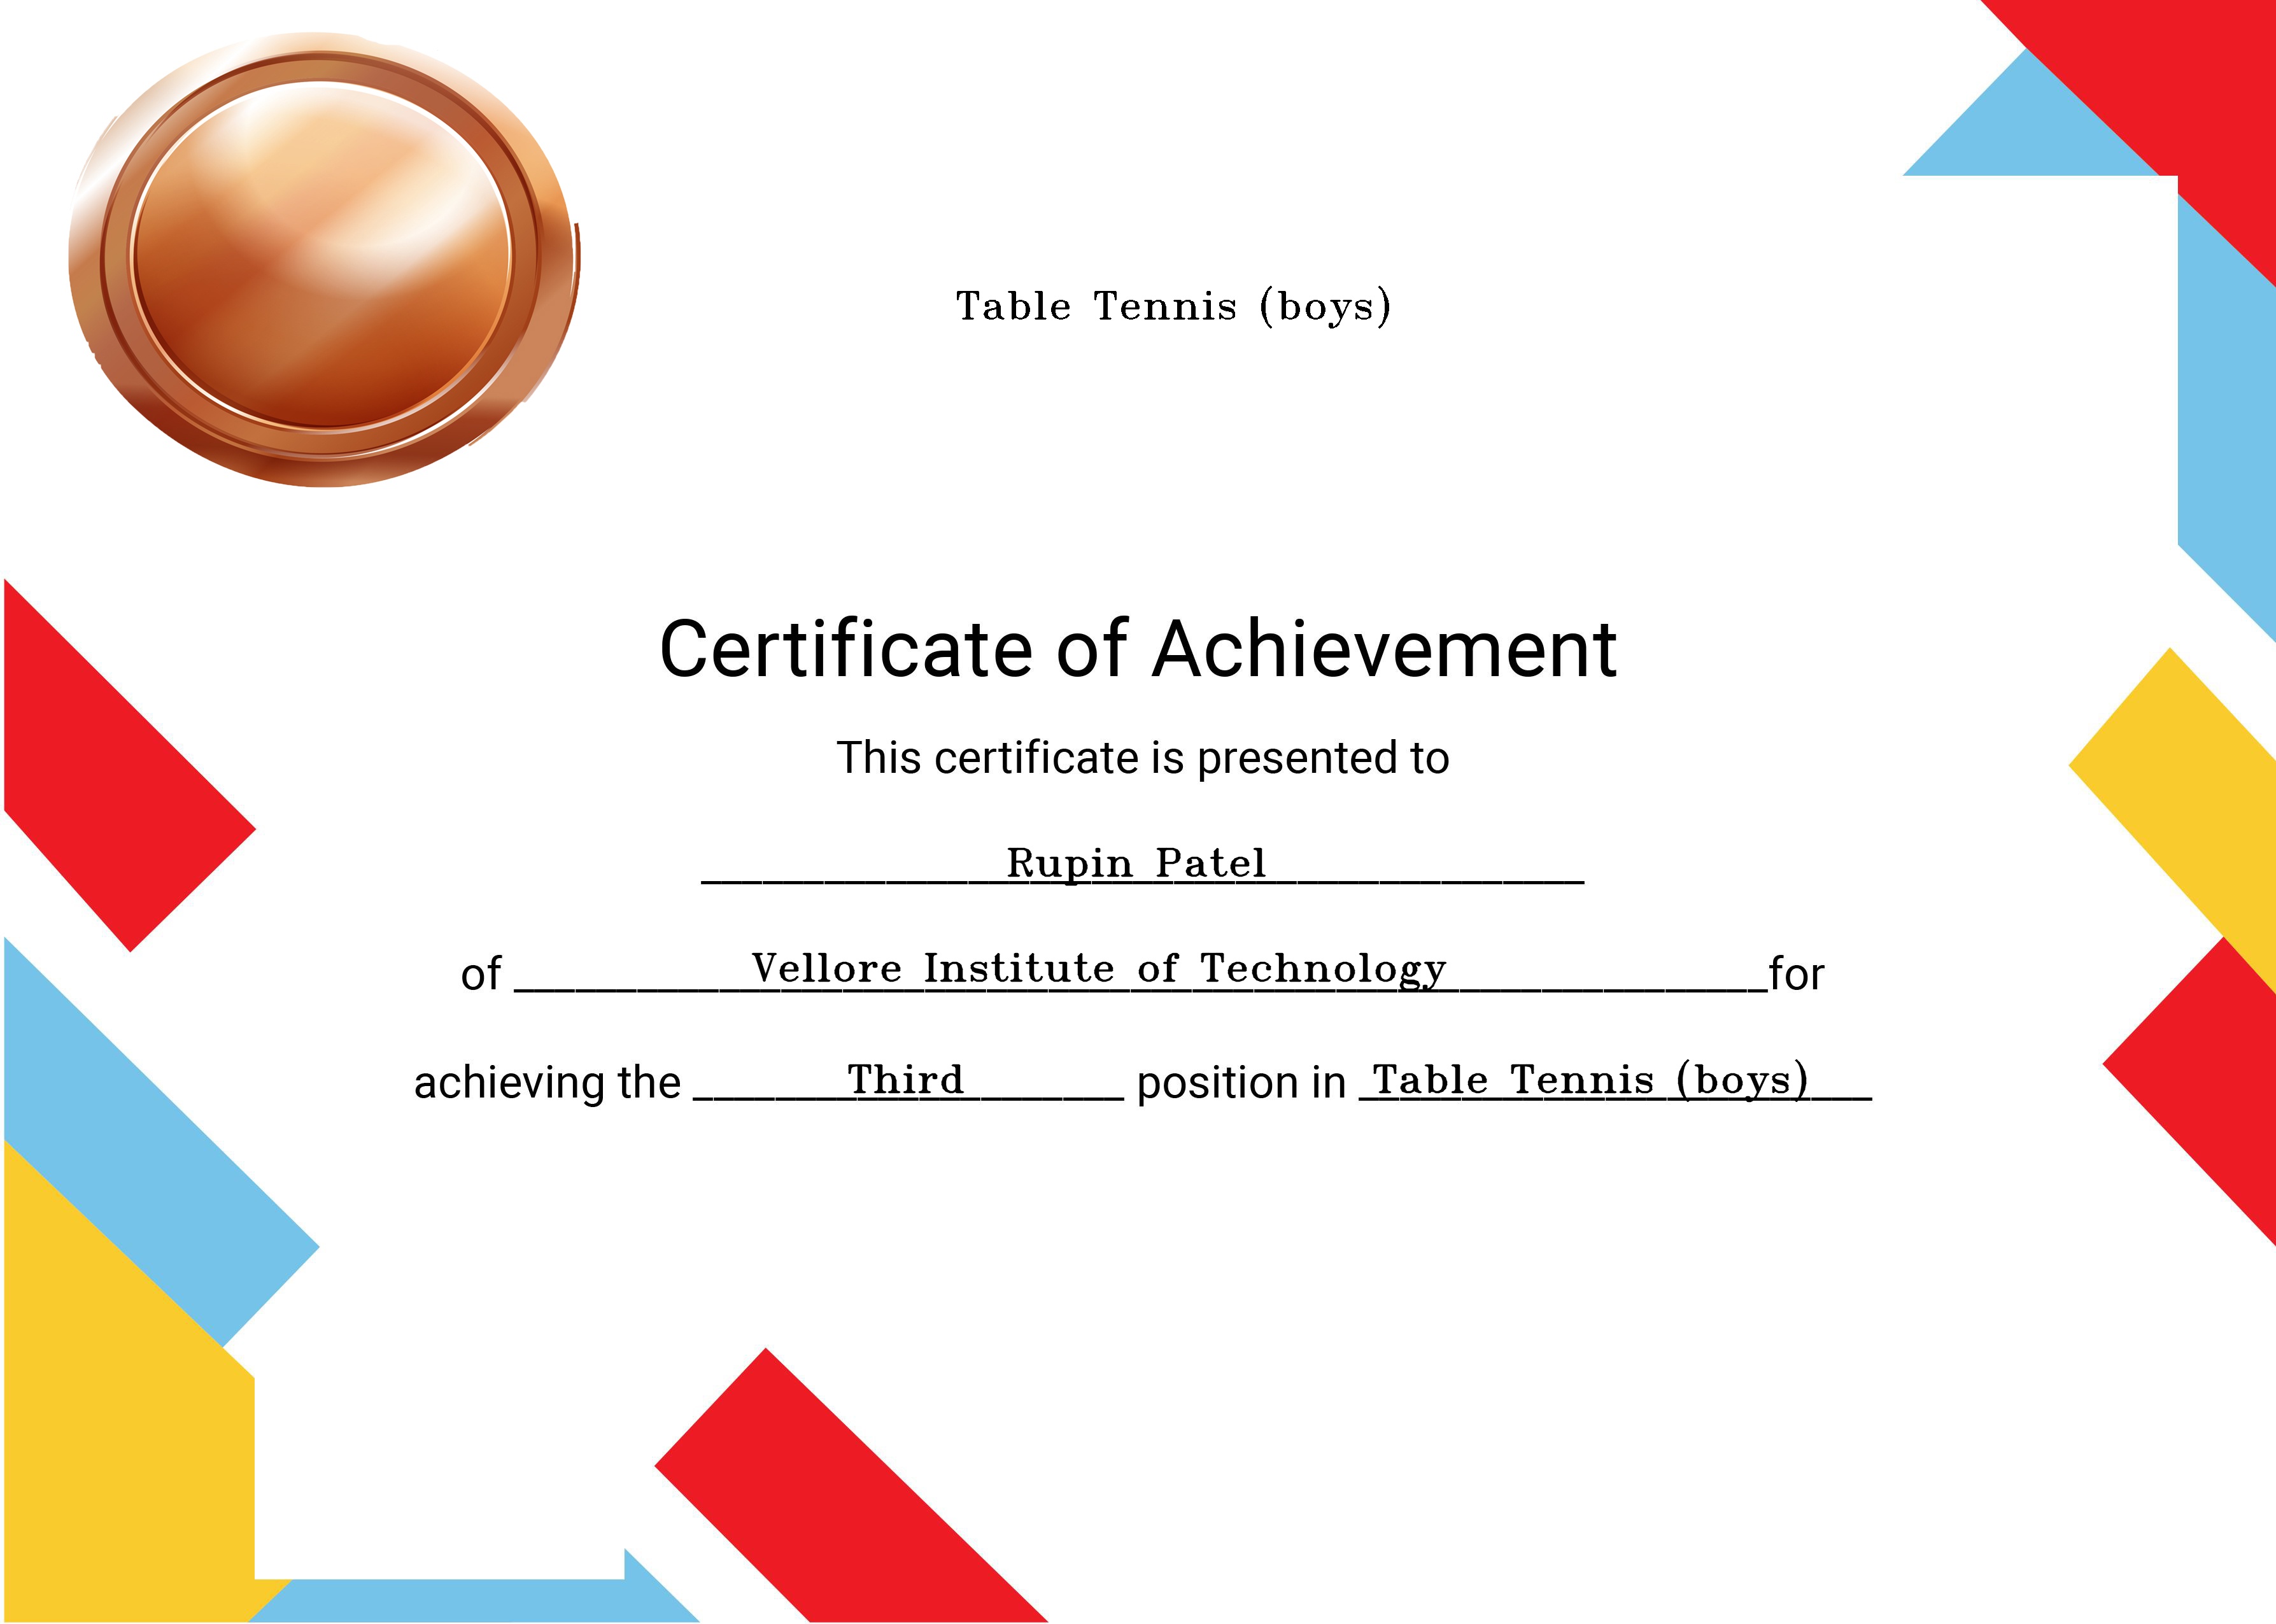 Table Tennis (boys)
Certificate of Achievement
This certificate is presented to
Rupin Patel
of Vellore Institute of Technology for
achieving the Third position in Table Tennis (boys)